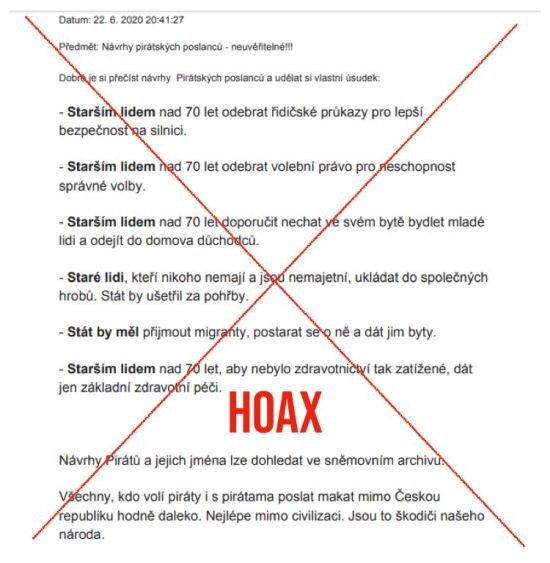 Datum: 22. 6. 2020 20:41:27
Předmět: Návrhy pirátských poslanců - neuvěřitelné!!!
Dobré je si přečíst návrhy Pirátských poslanců a udělat si vlastní úsudek:
- Starším lidem nad 70 let odebrat řidičské průkazy pro lepší
bezpečnost na silnici.
- Starším lidem nad 70 let odebrat volební právo pro neschopnost
správné volby.
- Starším lidem nad 70 let doporučit nechat ve svém bytě bydlet mladé
lidi a odejít do domova důchodců.
- Staré lidi, kteří nikoho nemají a jsou nemajetní, ukládat do společných
hrobů. Stát by ušetřil za pohřby.
- Stát by měl přijmout migranty, postarat se o ně a dát jim byty.
- Starším lidem nad 70 let, aby nebylo zdravotnictví tak zatížené, dát
jen základní zdravotní péči.
HOAX
Návrhy Pirátů a jejich jména lze dohledat ve sněmovním archivu.
Všechny, kdo volí piráty i s pirátama poslat makat mimo Českou
republiku hodně daleko. Nejlépe mimo civilizaci. Jsou to škodiči našeho
národa.